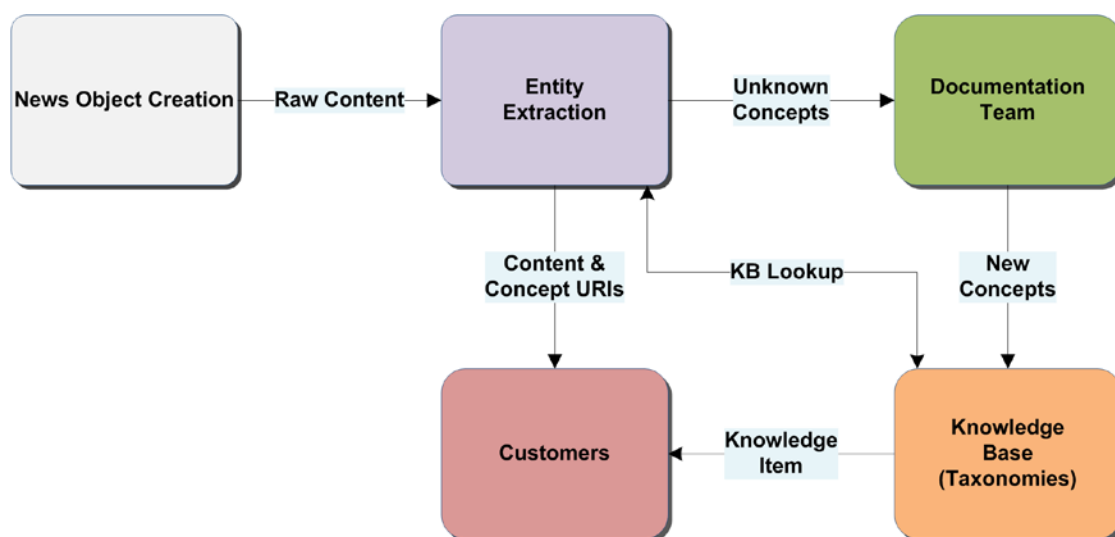 News Object Creation
Raw Content
Entity
Extraction
Unknown
Concepts
Documentation
Team
Content &
Concept URIs
KB Lookup
New
Concepts
Customers
Knowledge
Item
Knowledge
Base
(Taxonomies)